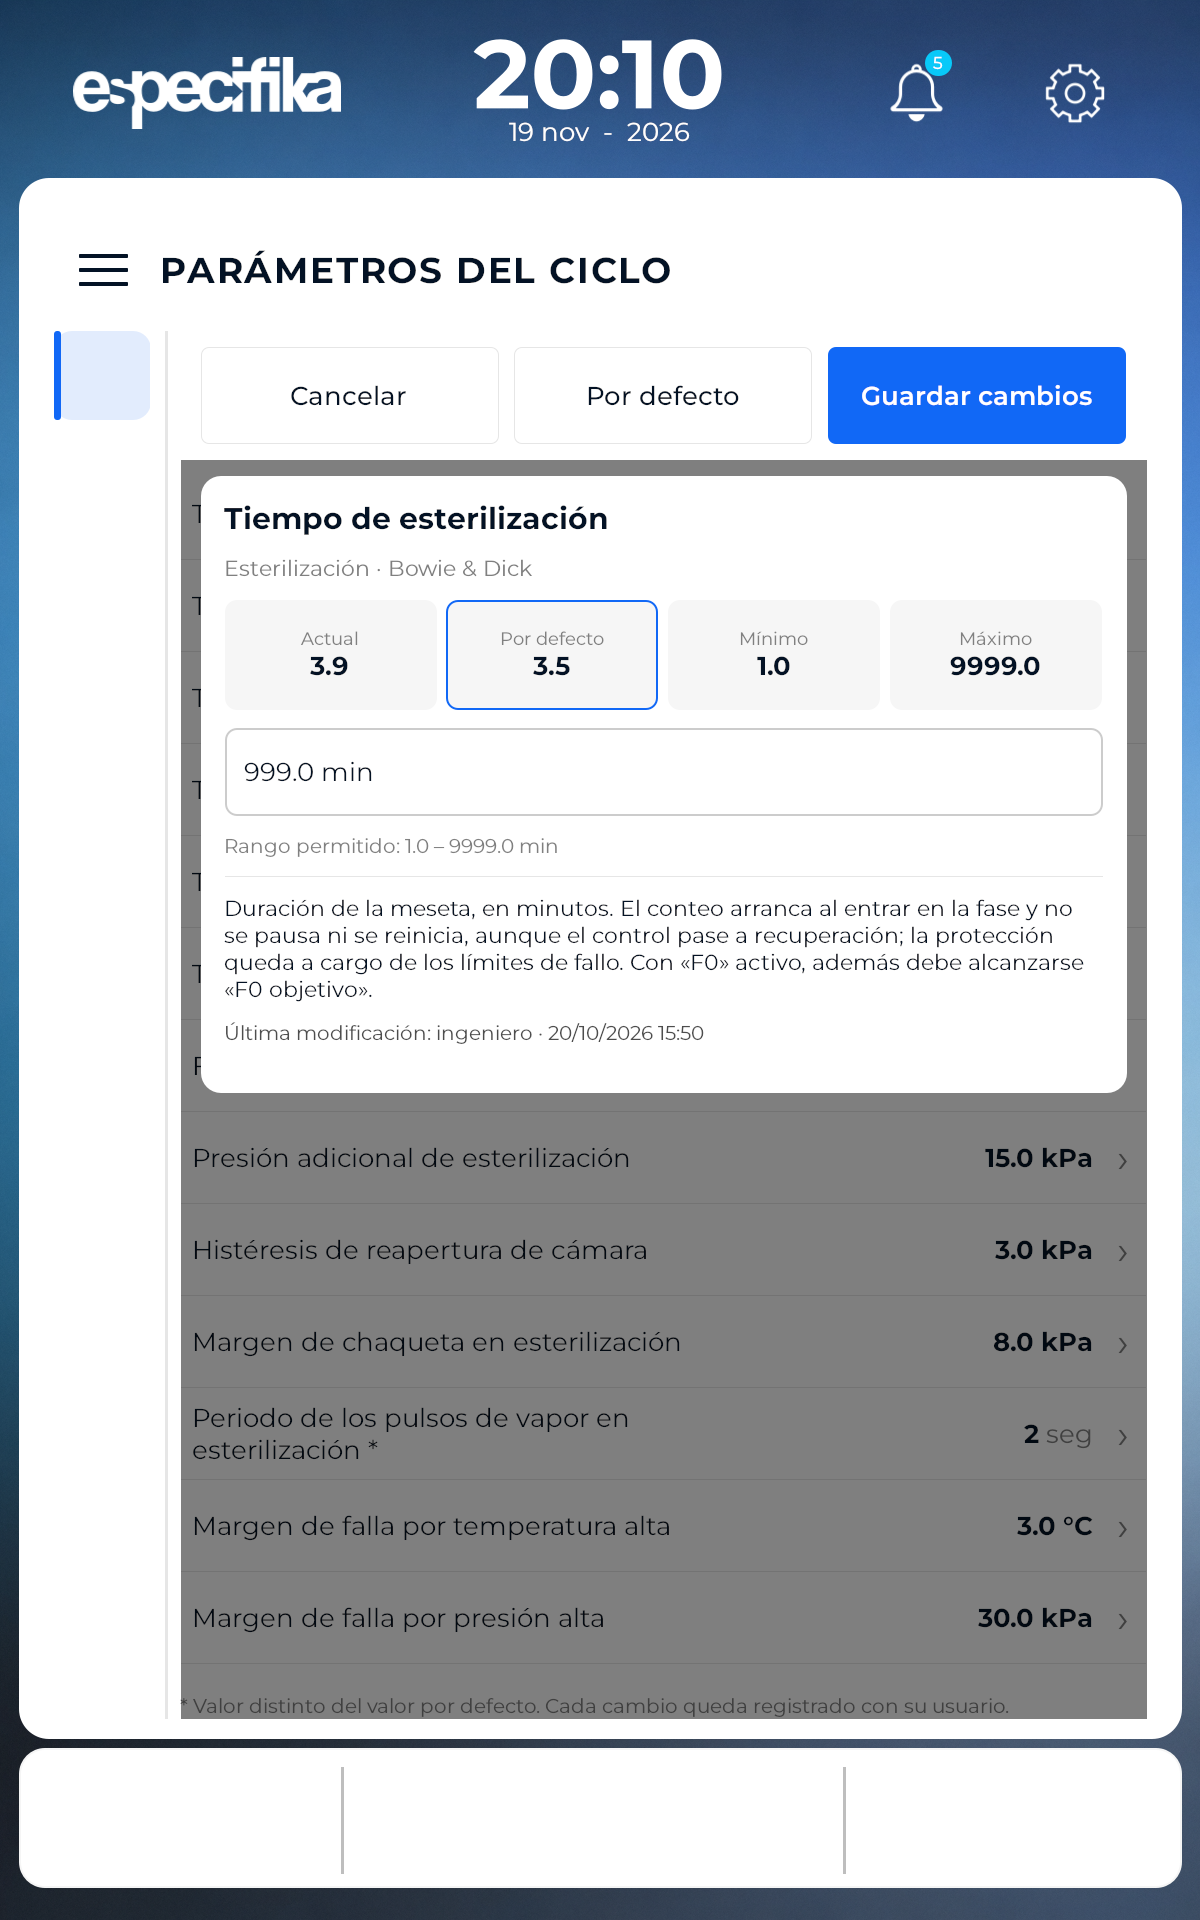 especifika
20:10
19 nov - 2026
5
PARÁMETROS DEL CICLO
Cancelar
Por defecto
Guardar cambios
Tiempo de esterilización
Esterilización · Bowie & Dick
Actual
3.9
Por defecto
3.5
Mínimo
1.0
Máximo
9999.0
999.0 min
Rango permitido: 1.0 – 9999.0 min
Duración de la meseta, en minutos. El conteo arranca al entrar en la fase y no
se pausa ni se reinicia, aunque el control pase a recuperación; la protección
queda a cargo de los límites de fallo. Con «F0» activo, además debe alcanzarse
«F0 objetivo».
Última modificación: ingeniero · 20/10/2026 15:50
Presión adicional de esterilización
15.0 kPa
Histéresis de reapertura de cámara
3.0 kPa
Margen de chaqueta en esterilización
8.0 kPa
Periodo de los pulsos de vapor en
esterilización *
2 seg
Margen de falla por temperatura alta
3.0 °C
Margen de falla por presión alta
30.0 kPa
* Valor distinto del valor por defecto. Cada cambio queda registrado con su usuario.